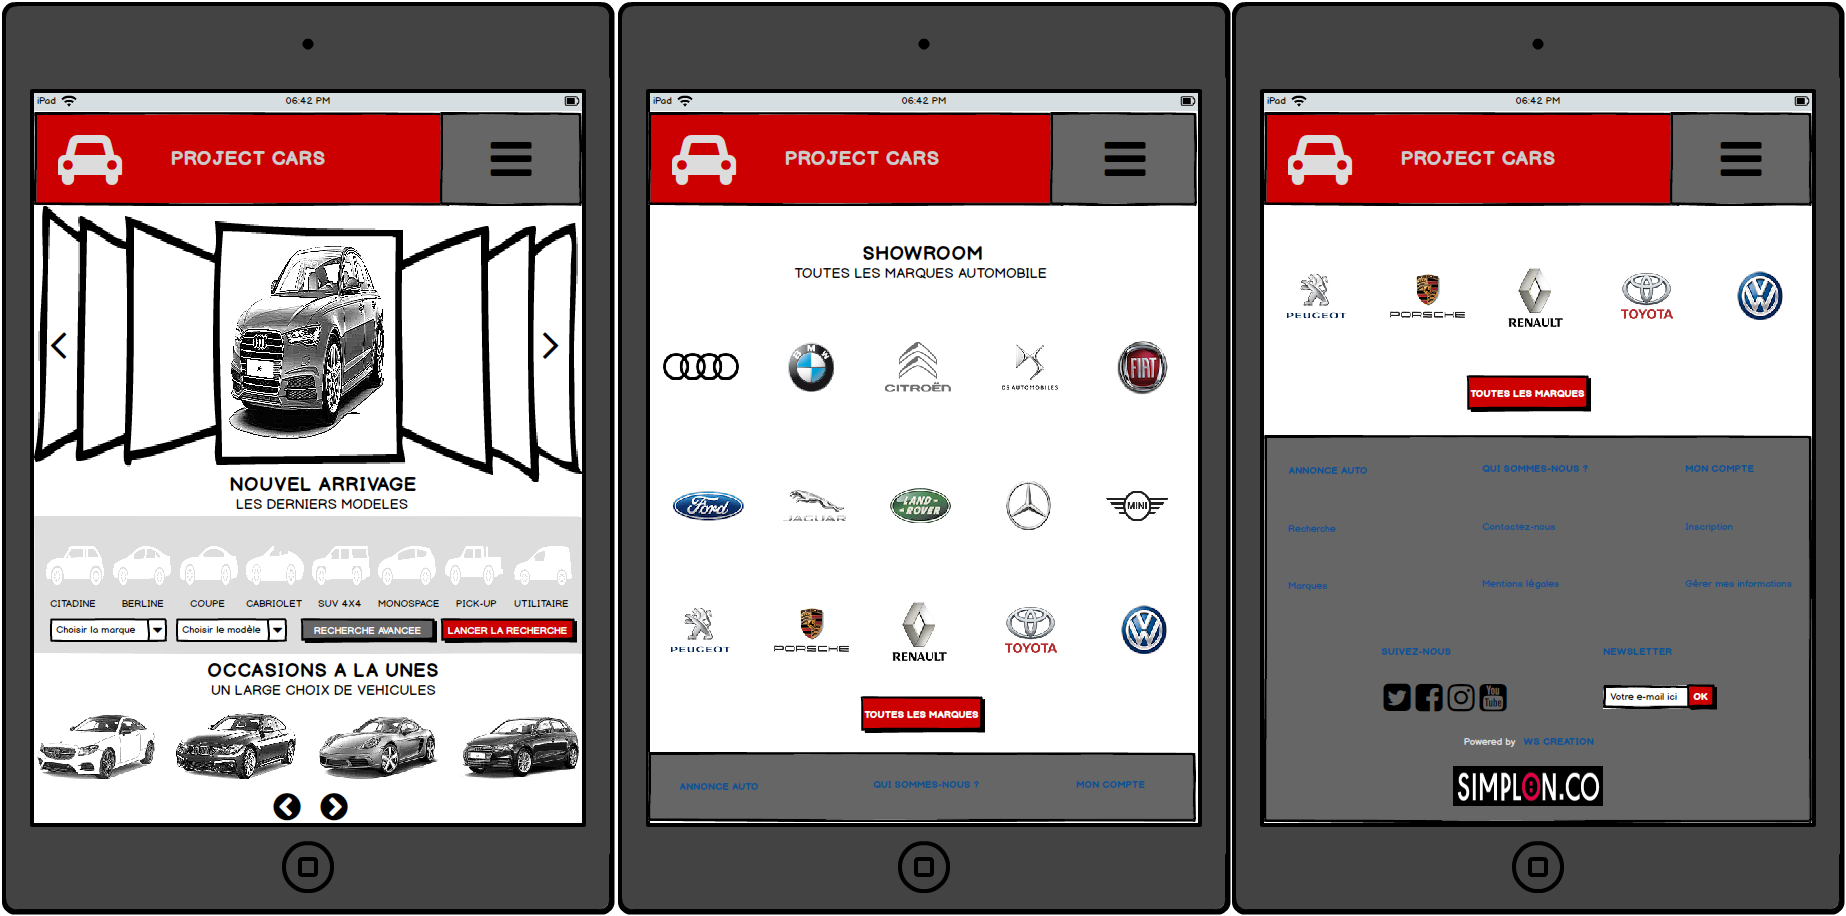 iPad
06:42 PM
PROJECT CARS
NOUVEL ARRIVAGE
LES DERNIERS MODELES
CITADINE BERLINE COUPE CABRIOLET SUV 4X4 MONOSPACE PICK-UP UTILITAIRE
Choisir la marque Choisir le modèle RECHERCHE AVANCEE LANCER LA RECHERCHE
OCCASIONS A LA UNES
UN LARGE CHOIX DE VEHICULES
iPad
06:42 PM
PROJECT CARS
SHOWROOM
TOUTES LES MARQUES AUTOMOBILE
BMW CITROËN DS AUTOMOBILES FIAT
Ford JAGUAR LAND-ROVER MINI
PEUGEOT PORSCHE RENAULT TOYOTA
TOUTES LES MARQUES
ANNONCE AUTO QUI SOMMES-NOUS ? MON COMPTE
iPad
06:42 PM
PROJECT CARS
PEUGEOT PORSCHE RENAULT TOYOTA
TOUTES LES MARQUES
ANNONCE AUTO QUI SOMMES-NOUS ? MON COMPTE
Recherche Contactez-nous Inscription
Marques Mentions légales Gérer mes informations
SUIVEZ-NOUS NEWSLETTER
You Tube
Votre e-mail ici OK
Powered by WS CREATION
SIMPLON.CO